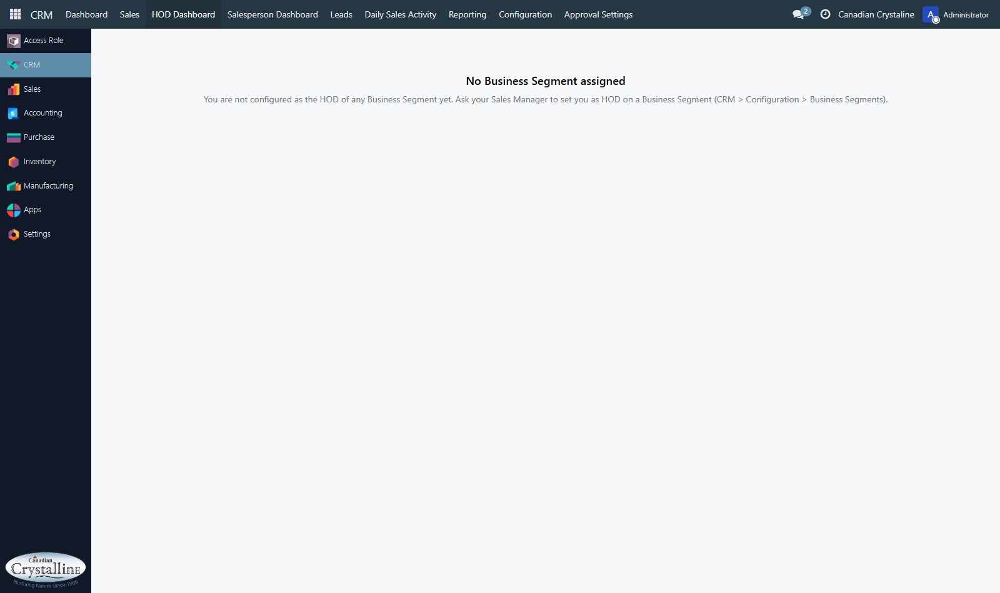 CRM Dashboard Sales HOD Dashboard Salesperson Dashboard Leads Daily Sales Activity Reporting Configuration Approval Settings 2 Canadian Crystaline A Administrator
Access Role
CRM
Sales
Accounting
Purchase
Inventory
Manufacturing
Apps
Settings
No Business Segment assigned
You are not configured as the HOD of any Business Segment yet. Ask your Sales Manager to set you as HOD on a Business Segment (CRM > Configuration > Business Segments).
Canadian
Crystalline
Nurturing Nature Since 1969